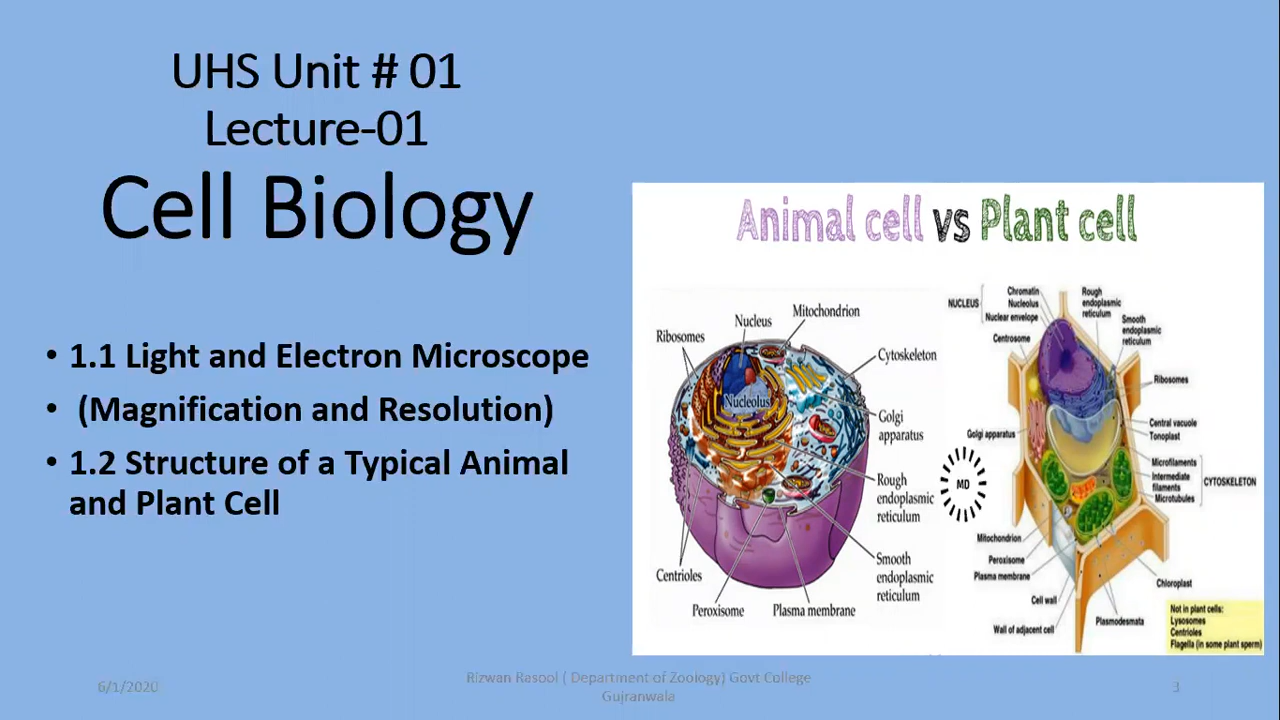 UHS Unit # 01
Lecture-01
Cell Biology
• 1.1 Light and Electron Microscope
• (Magnification and Resolution)
• 1.2 Structure of a Typical Animal
and Plant Cell
Animal cell vs Plant cell
Ribosomes
Nucleus
Mitochondrion
Cytoskeleton
Nucleolus
Golgi
apparatus
Rough
endoplasmic
reticulum
Smooth
endoplasmic
reticulum
Centrioles
Peroxisome
Plasma membrane
MD
NUCLEUS
Chromatin
Nucleolus
Nuclear envelope
Centrosome
Rough
endoplasmic
reticulum
Smooth
endoplasmic
reticulum
Ribosomes
Central vacuole
Tonoplast
Golgi apparatus
Microfilaments
Intermediate
filaments
Microtubules
CYTOSKELETON
Mitochondrion
Peroxisome
Plasma membrane
Chloroplast
Cell wall
Wall of adjacent cell
Plasmodesmata
Not in plant cells:
Lysosomes
Centrioles
Flagella (in some plant sperm)
6/1/2020
Rizwan Rasool ( Department of Zoology) Govt College
Gujranwala
3